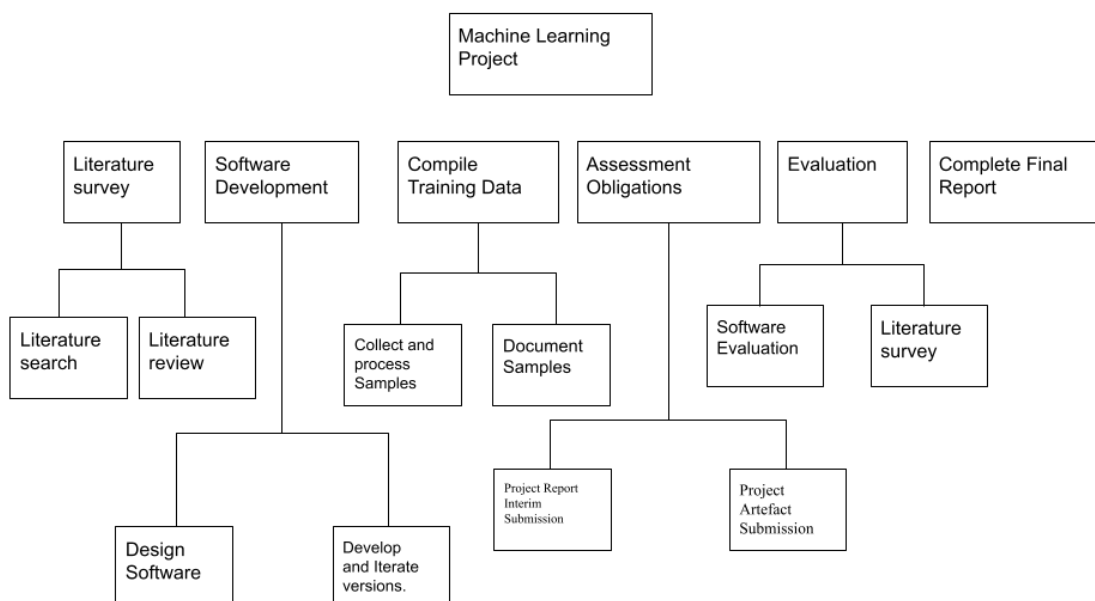 Machine Learning
Project
Literature
survey
Software
Development
Compile
Training Data
Assessment
Obligations
Evaluation
Complete Final
Report
Literature
search
Literature
review
Collect and
process
Samples
Document
Samples
Software
Evaluation
Literature
survey
Design
Software
Develop
and Iterate
versions.
Project Report
Interim
Submission
Project
Artefact
Submission